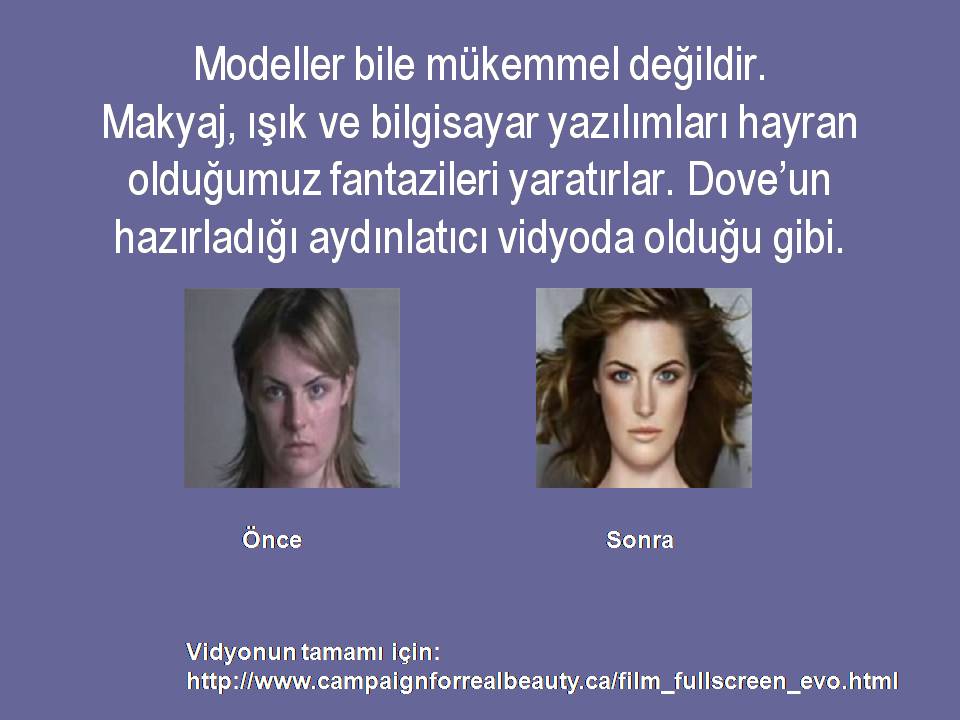 Modeller bile mükemmel değildir.
Makyaj, ışık ve bilgisayar yazılımları hayran
olduğumuz fantazileri yaratırlar. Dove’un
hazırladığı aydınlatıcı vidyoda olduğu gibi.
Önce
Sonra
Vidyonun tamamı için:
http://www.campaignforrealbeauty.ca/film_fullscreen_evo.html